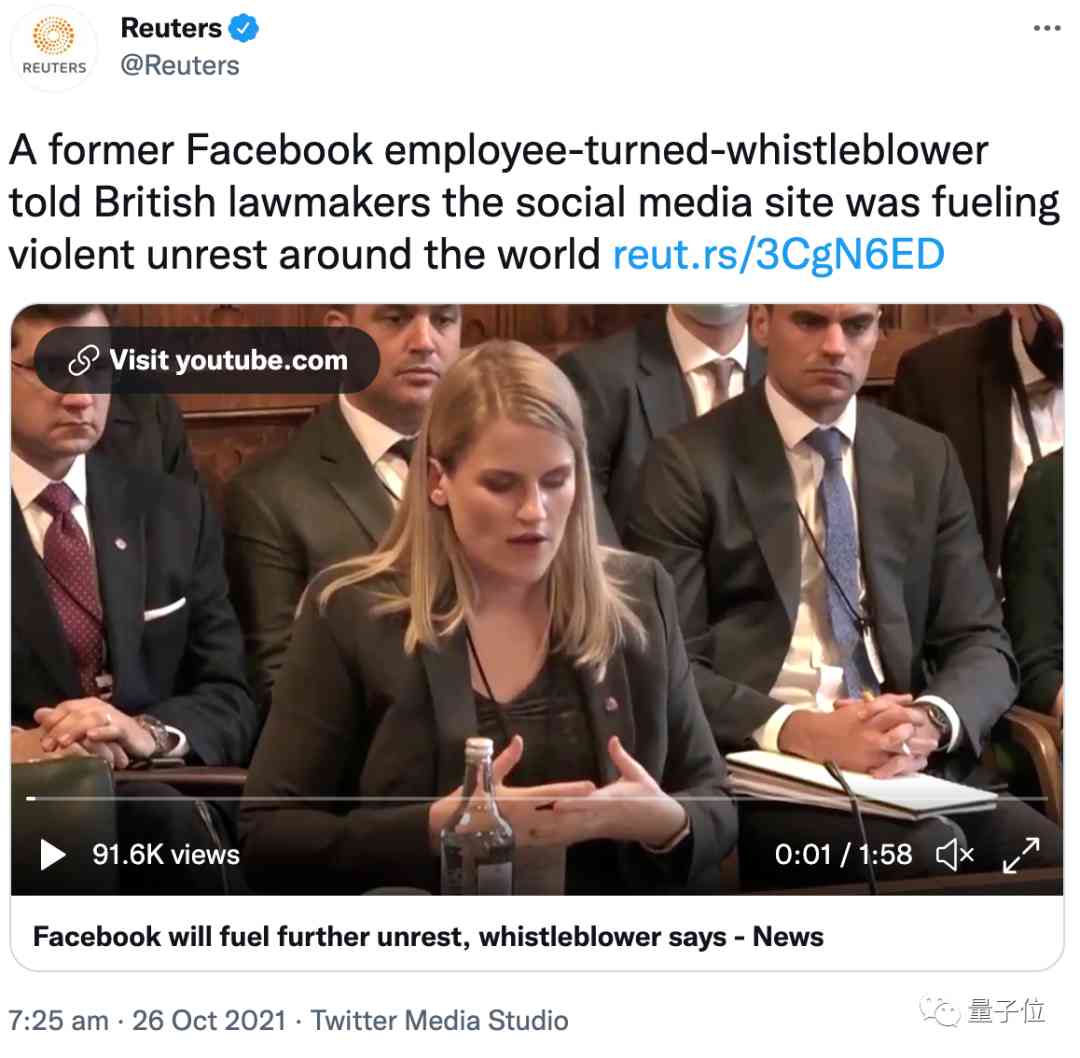 Reuters
REUTERS
@Reuters
A former Facebook employee-turned-whistleblower
told British lawmakers the social media site was fueling
violent unrest around the world reut.rs/3CgN6ED
Visit youtube.com
91.6K views
0:01 / 1:58
Facebook will fuel further unrest, whistleblower says - News
7:25 am · 26 Oct 2021 · Twitter Media Studio
量子位